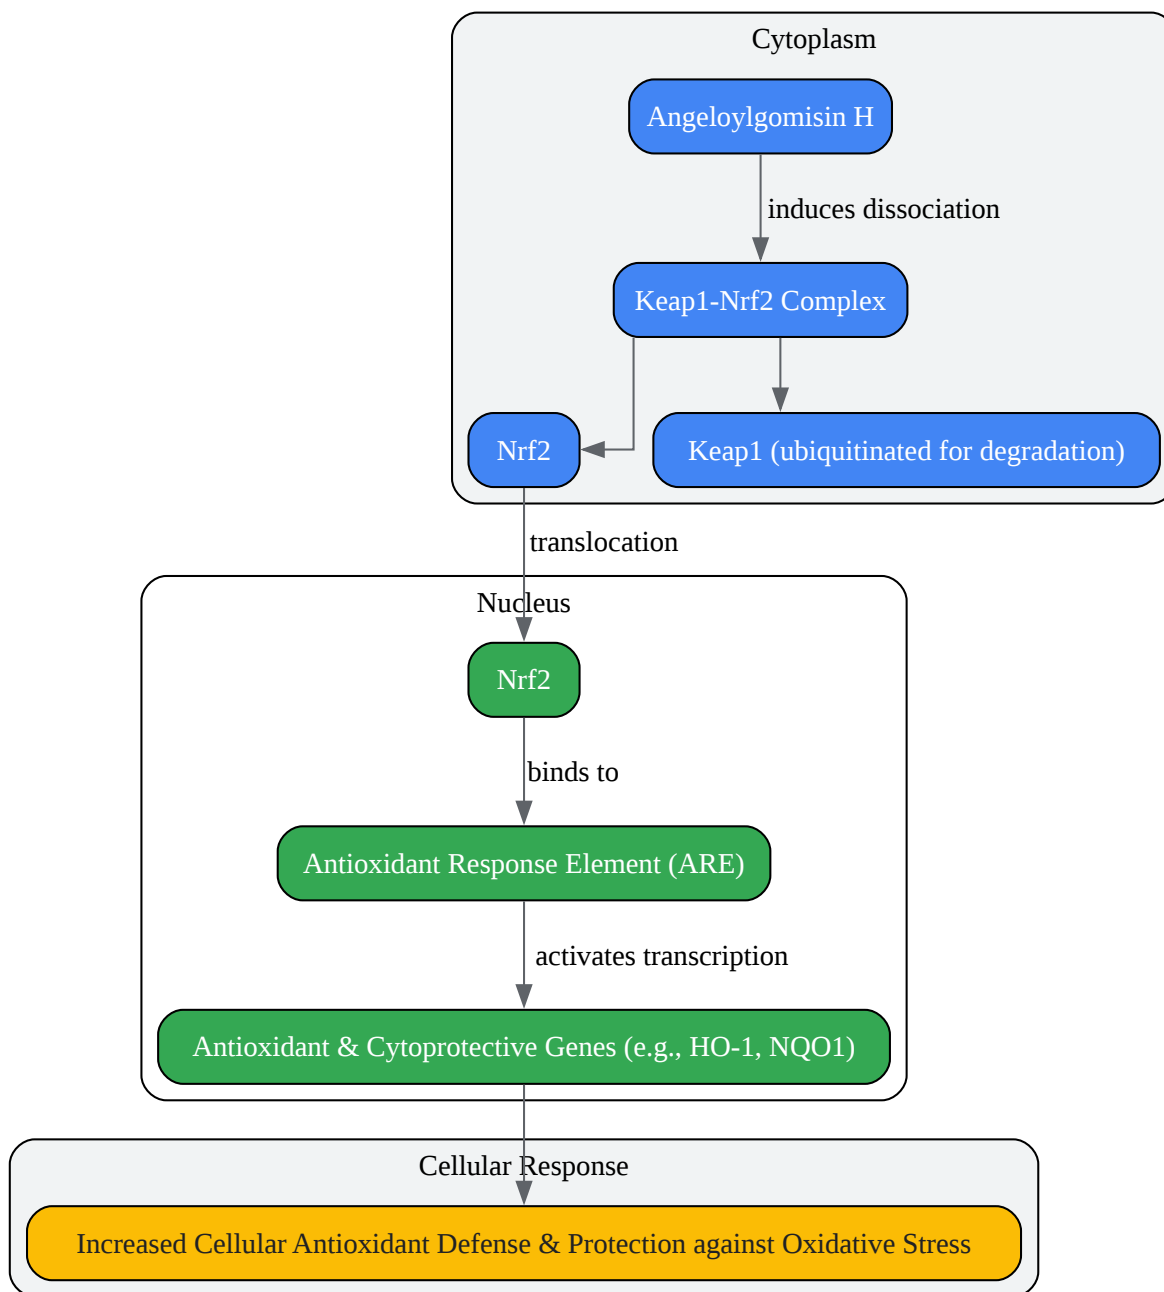 Cytoplasm
Angeloylgomisin H
induces dissociation
Keap1-Nrf2 Complex
Nrf2
Keap1 (ubiquitinated for degradation)
translocation
Nucleus
Nrf2
binds to
Antioxidant Response Element (ARE)
activates transcription
Antioxidant & Cytoprotective Genes (e.g., HO-1, NQO1)
Cellular Response
Increased Cellular Antioxidant Defense & Protection against Oxidative Stress